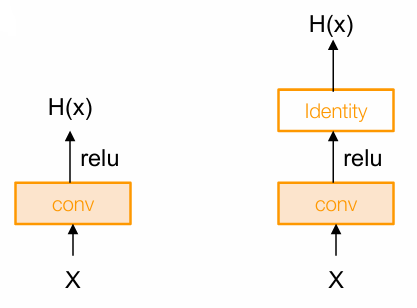 H(x)
relu
conv
X
H(x)
Identity
relu
conv
X